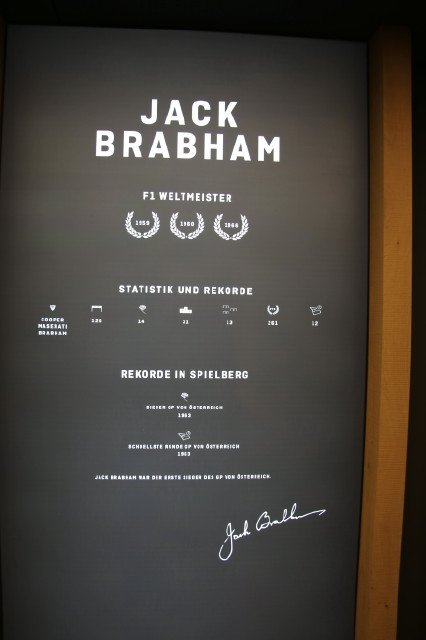 JACK
BRABHAM
F1 WELTMEISTER
1959 1960 1966
STATISTIK UND REKORDE
COOPER
MASERATI
BRABHAM
14
13
261
12
REKORDE IN SPIELBERG
SIEGER GP VON ÖSTERREICH
1963
SCHNELLSTE RUNDE GP VON ÖSTERREICH
1963
JACK BRABHAM WAR DER ERSTE SIEGER DES GP VON ÖSTERREICH.
Jack Brabham